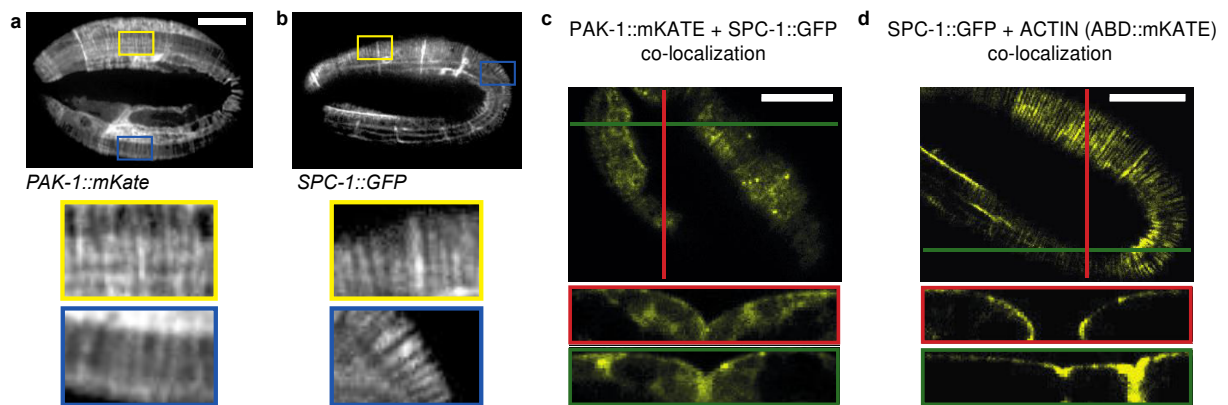 a
b
c
d
PAK-1::mKATE + SPC-1::GFP
co-localization
SPC-1::GFP + ACTIN (ABD::mKATE)
co-localization
PAK-1::mKate
SPC-1::GFP